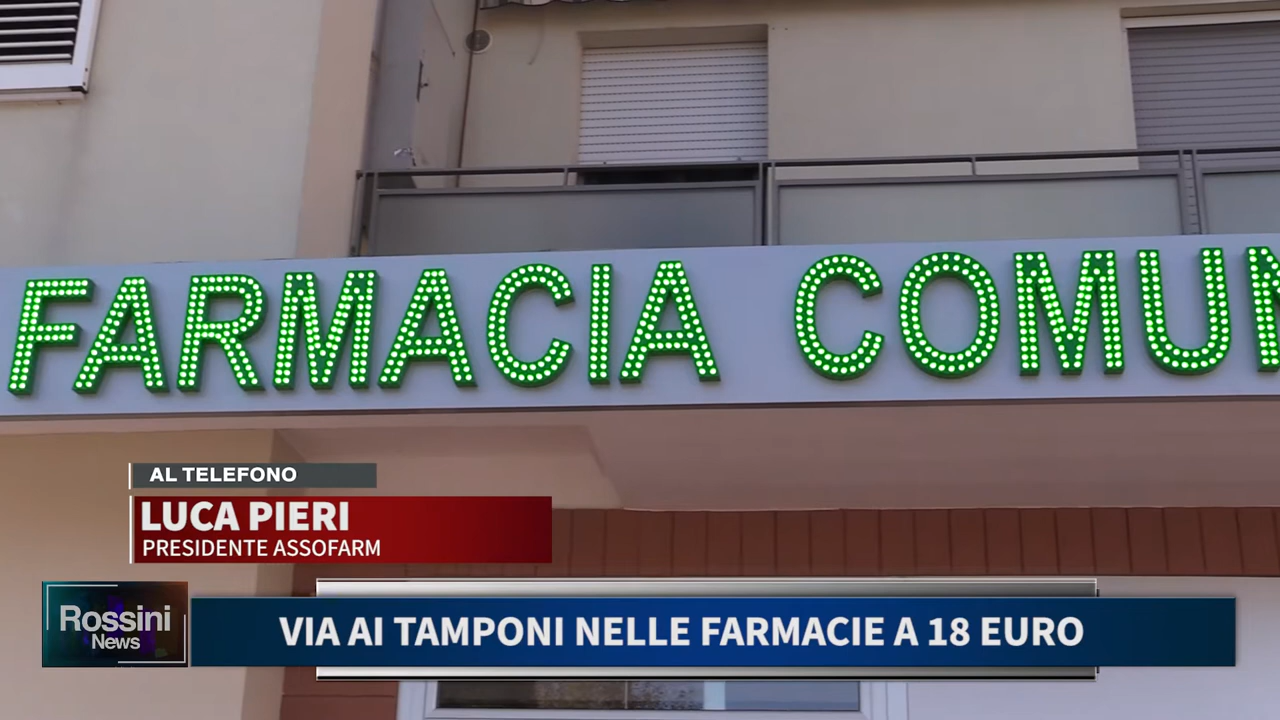 FARMACIA COMUN
AL TELEFONO
LUCA PIERI
PRESIDENTE ASSOFARM
Rossini
News
VIA AI TAMPONI NELLE FARMACIE A 18 EURO